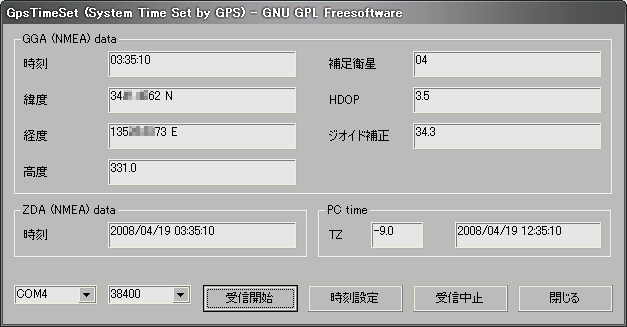 GpsTimeSet (System Time Set by GPS) - GNU GPL Freesoftware
GGA (NMEA) data
時刻 03:35:10 補足衛星 04
緯度 34 62 N HDOP 3.5
経度 135 73 E ジオイド補正 34.3
高度 331.0
ZDA (NMEA) data PC time
時刻 2008/04/19 03:35:10 TZ -9.0 2008/04/19 12:35:10
COM4 38400 受信開始 時刻設定 受信中止 閉じる